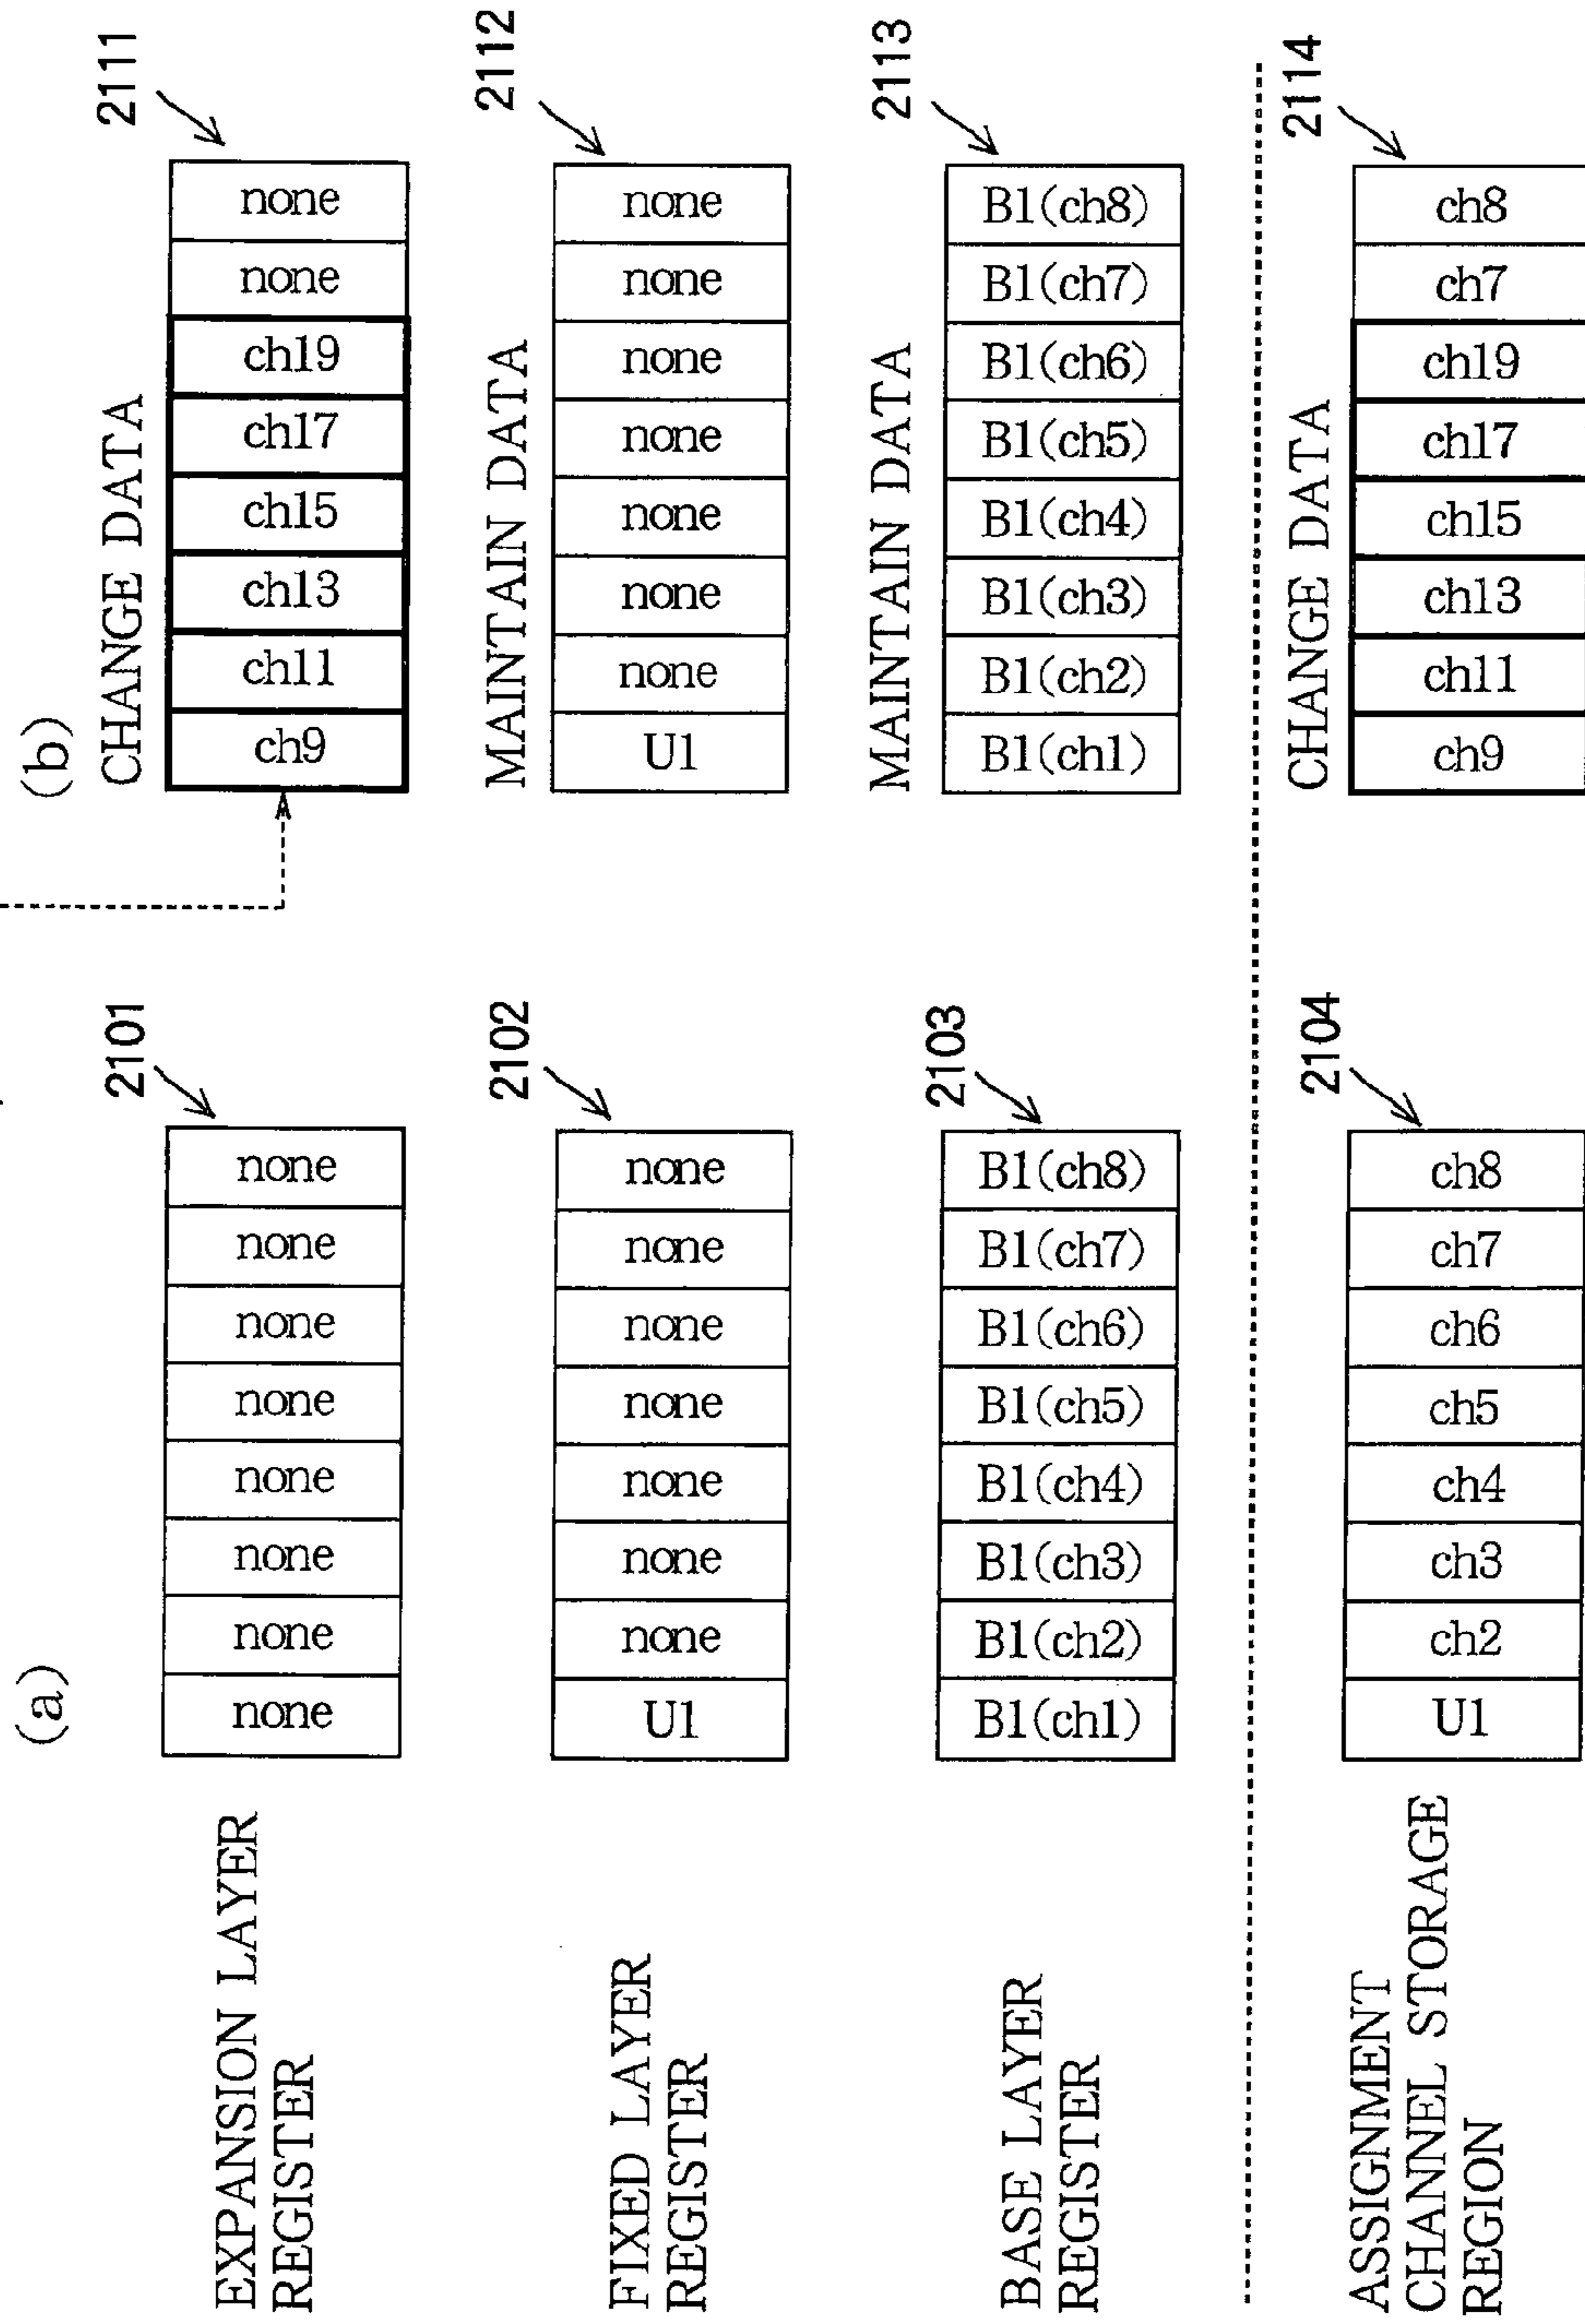 (a)
(b)
EXPANSION LAYER
REGISTER
2101
none none none none none none none none
CHANGE DATA
2111
ch9 ch11 ch13 ch15 ch17 ch19 none none
FIXED LAYER
REGISTER
2102
U1 none none none none none none none
MAINTAIN DATA
2112
U1 none none none none none none none
BASE LAYER
REGISTER
2103
B1(ch1) B1(ch2) B1(ch3) B1(ch4) B1(ch5) B1(ch6) B1(ch7) B1(ch8)
MAINTAIN DATA
2113
B1(ch1) B1(ch2) B1(ch3) B1(ch4) B1(ch5) B1(ch6) B1(ch7) B1(ch8)
ASSIGNMENT
CHANNEL STORAGE
REGION
2104
U1 ch2 ch3 ch4 ch5 ch6 ch7 ch8
CHANGE DATA
2114
ch9 ch11 ch13 ch15 ch17 ch19 ch7 ch8